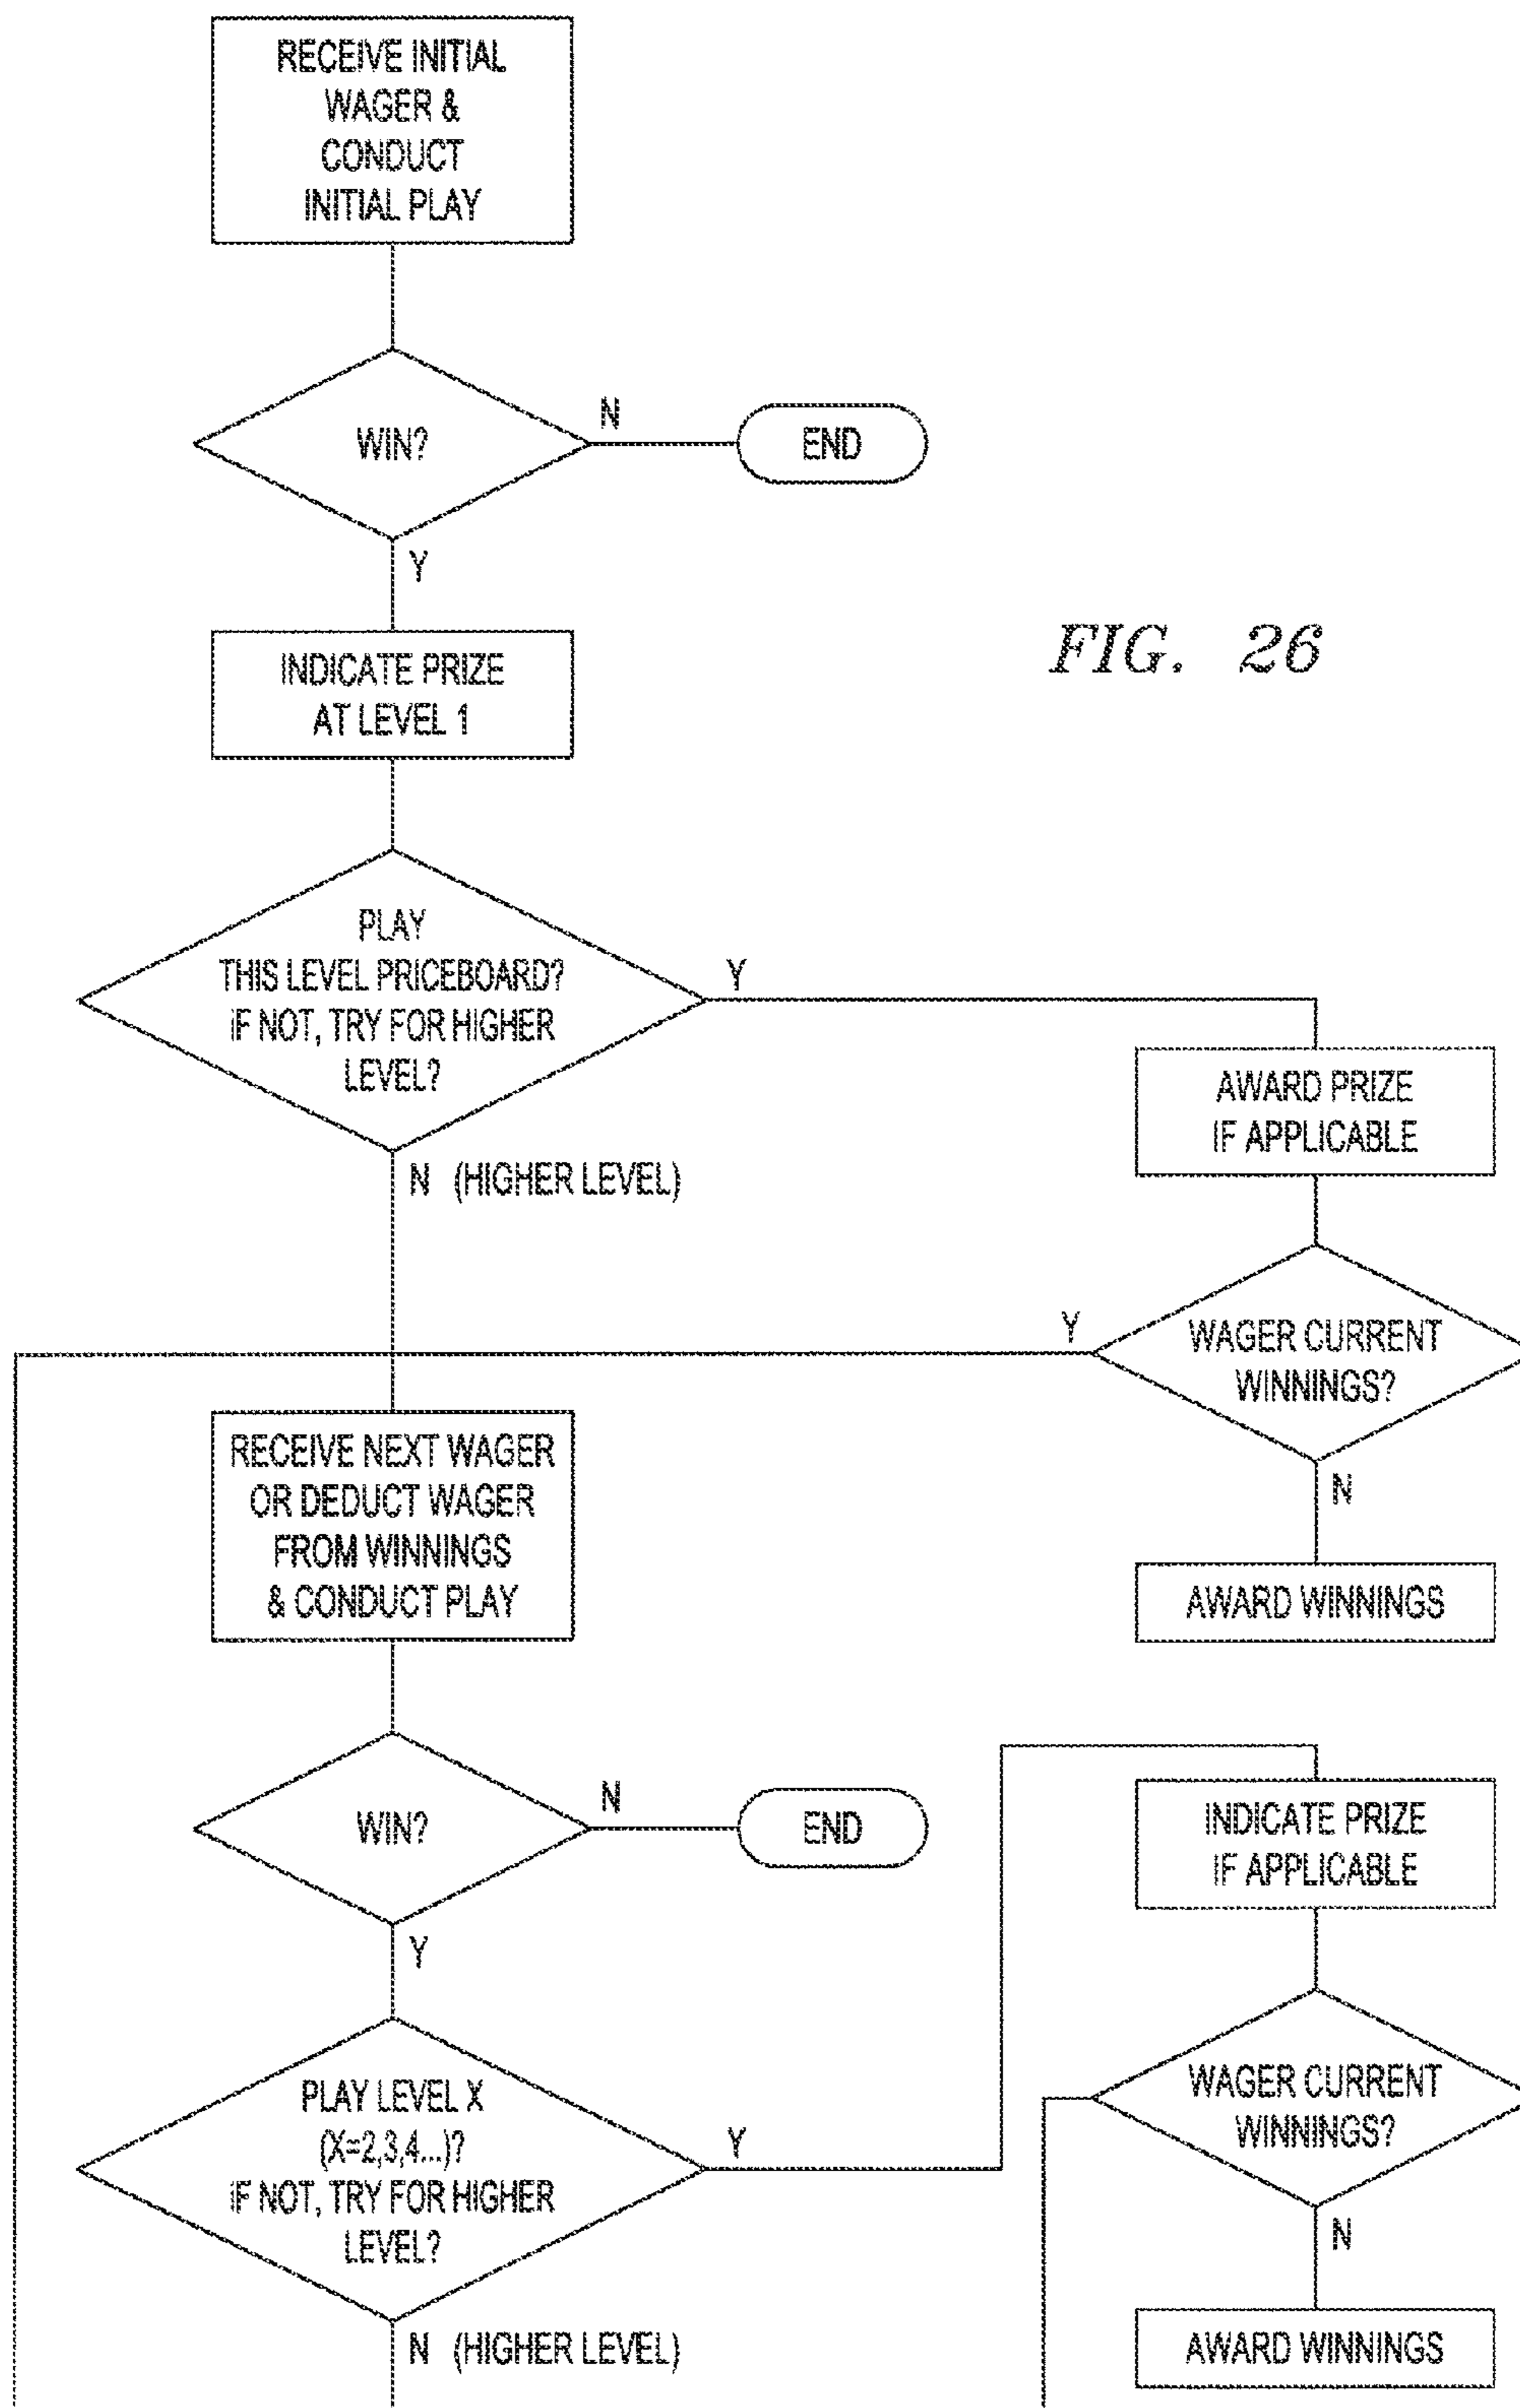 RECEIVE INITIAL
WAGER &
CONDUCT
INITIAL PLAY
WIN?
N
END
Y
INDICATE PRIZE
AT LEVEL 1
FIG. 26
PLAY
THIS LEVEL PRICEBOARD?
IF NOT, TRY FOR HIGHER
LEVEL?
Y
N (HIGHER LEVEL)
AWARD PRIZE
IF APPLICABLE
Y
WAGER CURRENT
WINNINGS?
N
AWARD WINNINGS
RECEIVE NEXT WAGER
OR DEDUCT WAGER
FROM WINNINGS
& CONDUCT PLAY
WIN?
N
END
Y
PLAY LEVEL X
(X=2,3,4...)?
IF NOT, TRY FOR HIGHER
LEVEL?
Y
N (HIGHER LEVEL)
INDICATE PRIZE
IF APPLICABLE
WAGER CURRENT
WINNINGS?
N
AWARD WINNINGS